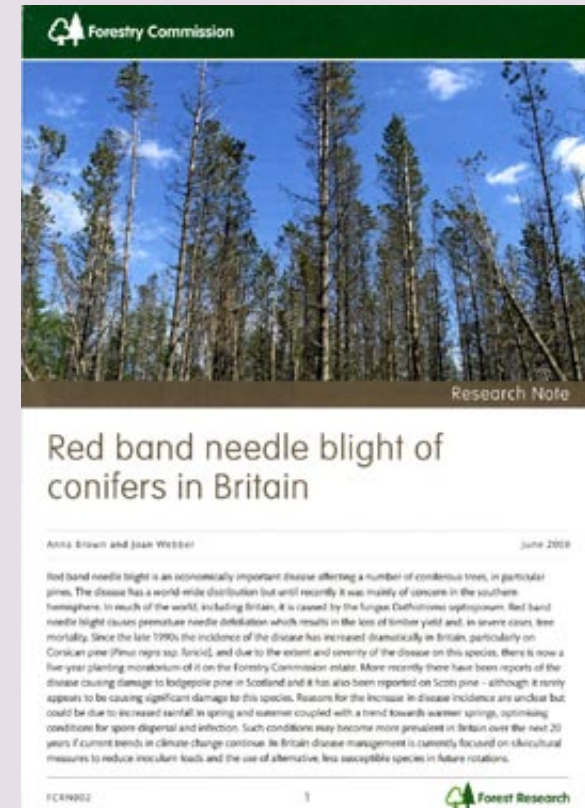 Forestry Commission
Research Note
Red band needle blight of
conifers in Britain
Anna Brown and Joan Webber June 2008
Red band needle blight is an economically important disease affecting a number of coniferous trees, in particular
pines. The disease has a world-wide distribution but until recently it was mainly of concern in the southern
hemisphere. In much of the world, including Britain, it is caused by the fungus Dothistroma septosporum. Red band
needle blight causes premature needle defoliation which results in the loss of timber yield and, in severe cases, tree
mortality. Since the late 1990s the incidence of the disease has increased dramatically in Britain, particularly on
Corsican pine (Pinus nigra ssp. laricio), and due to the extent and severity of the disease on this species, there is now a
five-year planting moratorium of it on the Forestry Commission estate. More recently there have been reports of the
disease causing damage to lodgepole pine in Scotland and it has also been reported on Scots pine – although it rarely
appears to be causing significant damage to this species. Reasons for the increase in disease incidence are unclear but
could be due to increased rainfall in spring and summer coupled with a trend towards warmer springs, optimising
conditions for spore dispersal and infection. Such conditions may become more prevalent in Britain over the next 20
years if current trends in climate change continue. In Britain disease management is currently focused on silvicultural
measures to reduce inoculum loads and the use of alternative, less susceptible species in future rotations.
FCRN002 1 Forest Research